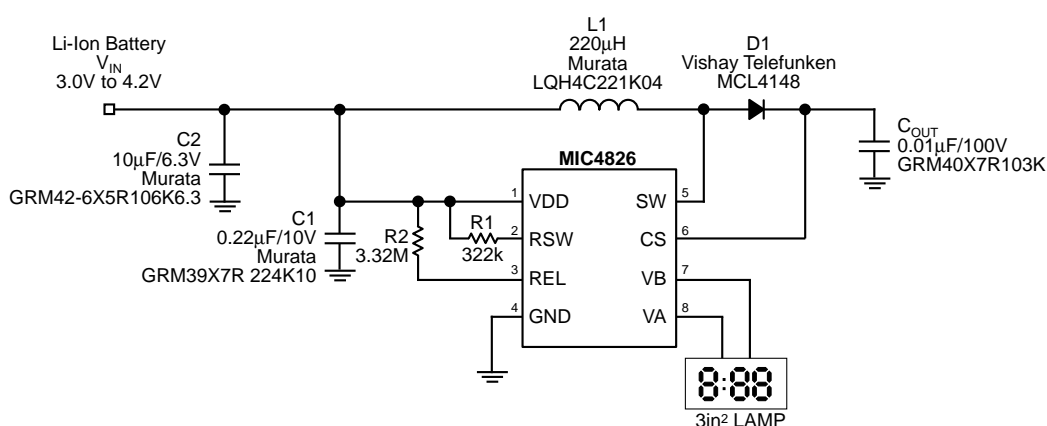 Li-Ion Battery
VIN
3.0V to 4.2V
L1
220µH
Murata
LQH4C221K04
D1
Vishay Telefunken
MCL4148
C2
10µF/6.3V
Murata
GRM42-6X5R106K6.3
COUT
0.01µF/100V
GRM40X7R103K
MIC4826
C1
0.22µF/10V
Murata
GRM39X7R 224K10
R2
3.32M
R1
322k
1 VDD
2 RSW
3 REL
4 GND
SW 5
CS 6
VB 7
VA 8
8:88
3in² LAMP